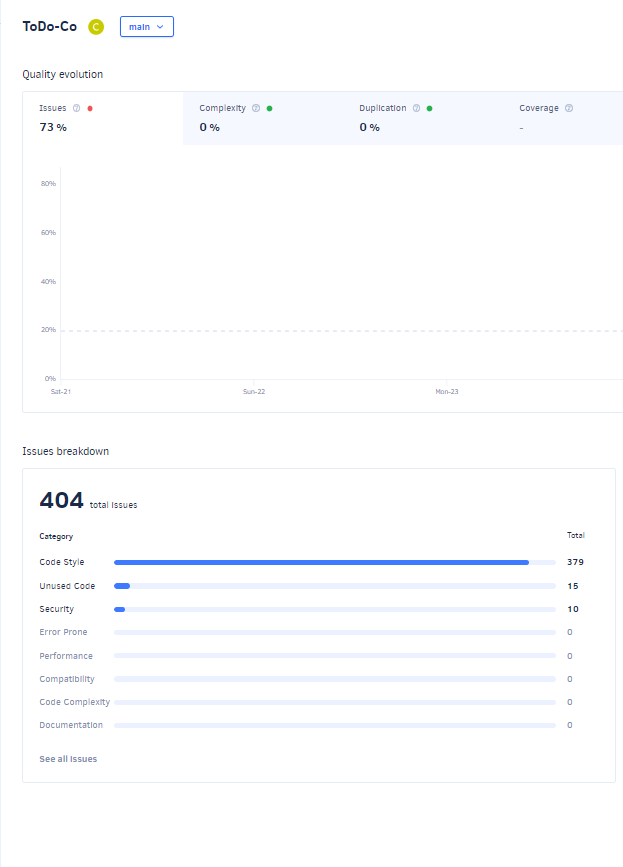 ToDo-Co C main
Quality evolution
Issues Complexity Duplication Coverage
73 % 0 % 0 % -
80%
60%
40%
20%
0%
Sat-21 Sun-22 Mon-23
Issues breakdown
404 total issues
Category Total
Code Style 379
Unused Code 15
Security 10
Error Prone 0
Performance 0
Compatibility 0
Code Complexity 0
Documentation 0
See all issues